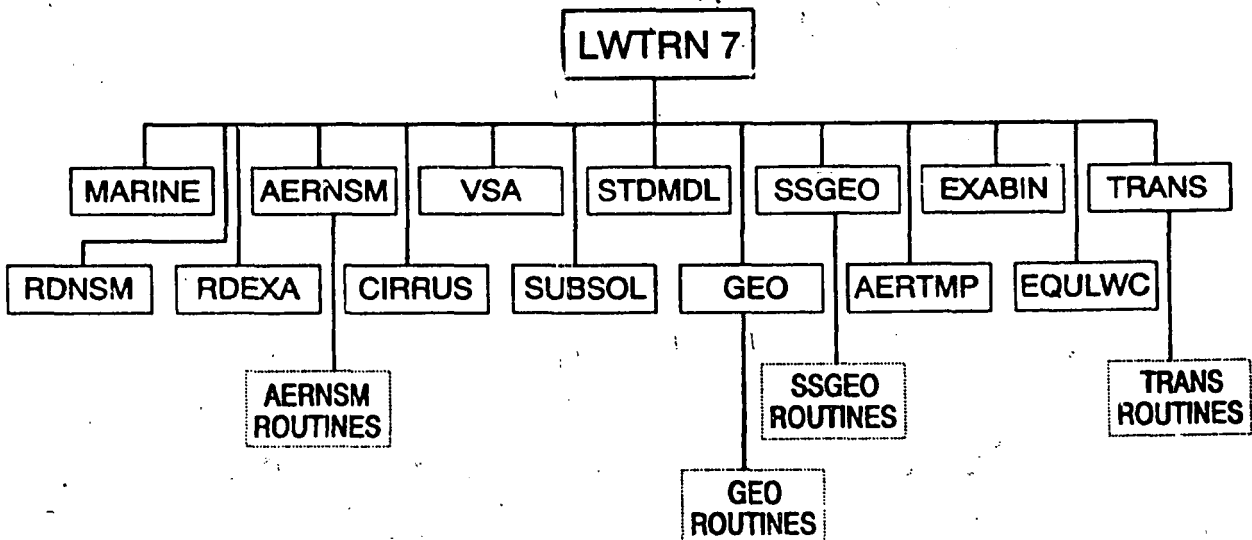 LWTRN 7
MARINE
AERNSM
VSA
STDMDL
SSGEO
EXABIN
TRANS
RDNSM
RDEXA
CIRRUS
SUBSOL
GEO
AERTMP
EQULWC
AERNSM
ROUTINES
SSGEO
ROUTINES
TRANS
ROUTINES
GEO
ROUTINES